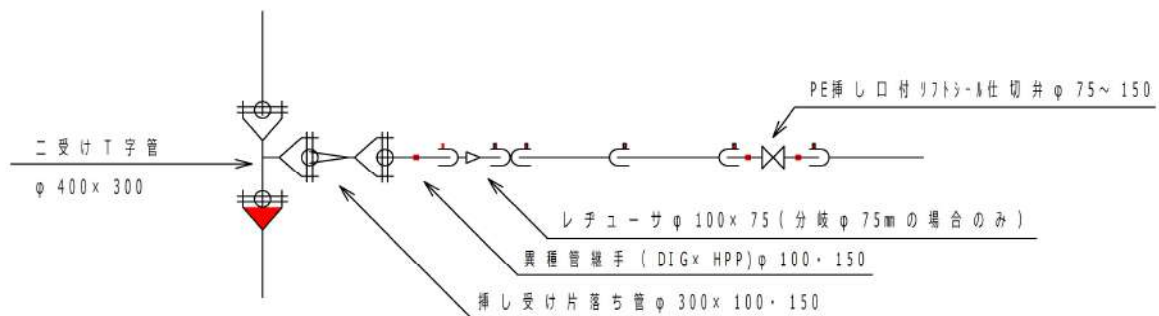 PE挿し口付リフトシール仕切弁φ75～150
二受けT字管
φ400×300
レヂューサφ100×75(分岐φ75mmの場合のみ)
異種管継手(DIG×HPP)φ100・150
挿し受け片落ち管φ300×100・150